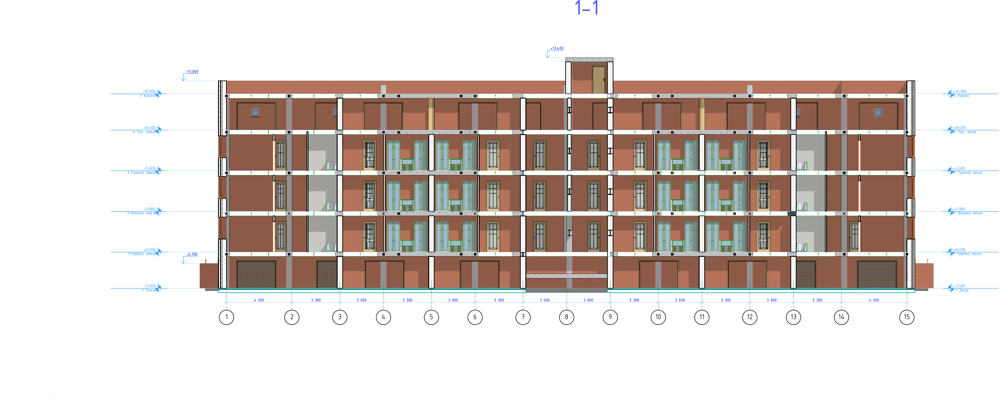 1-1
+13,400
+11,800
+10,900
5 Крыша
+10,900
5 Крыша
+8,400
4 Тех. этаж
+8,400
4 Тех. этаж
+5,600
3 Третий этаж
+5,600
3 Третий этаж
+2,800
2 Второй этаж
+2,800
2 Второй этаж
±0,000
1 Первый этаж
±0,000
1 Первый этаж
-0,790
-2,500
-1 Этаж
-2,500
-1 Этаж
4 500 3 300 3 000 3 300 3 000 3 300 3 000 3 000 3 300 3 000 3 300 3 000 3 300 4 500
1 2 3 4 5 6 7 8 9 10 11 12 13 14 15